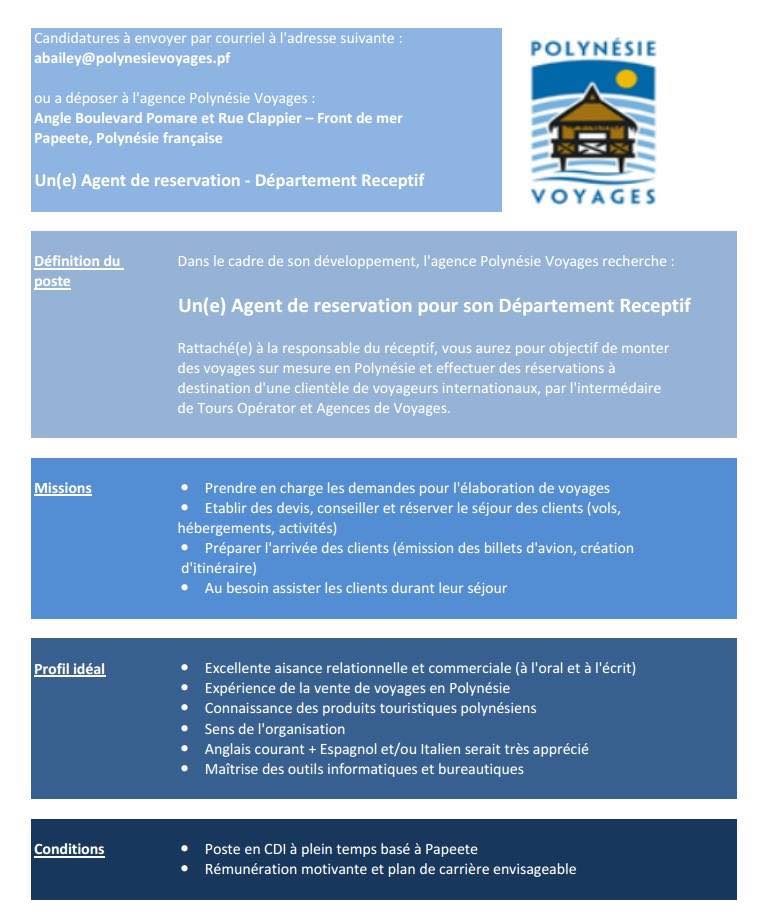 Candidatures à envoyer par courriel à l'adresse suivante :
abailey@polynesievoyages.pf
ou a déposer à l'agence Polynésie Voyages :
Angle Boulevard Pomare et Rue Clappier – Front de mer
Papeete, Polynésie française
Un(e) Agent de reservation - Département Receptif
POLYNÉSIE
VOYAGES
Définition du
poste
Dans le cadre de son développement, l'agence Polynésie Voyages recherche :
Un(e) Agent de reservation pour son Département Receptif
Rattaché(e) à la responsable du réceptif, vous aurez pour objectif de monter
des voyages sur mesure en Polynésie et effectuer des réservations à
destination d'une clientèle de voyageurs internationaux, par l'intermédaire
de Tours Opérator et Agences de Voyages.
Missions
• Prendre en charge les demandes pour l'élaboration de voyages
• Etablir des devis, conseiller et réserver le séjour des clients (vols,
hébergements, activités)
• Préparer l'arrivée des clients (émission des billets d'avion, création
d'itinéraire)
• Au besoin assister les clients durant leur séjour
Profil idéal
• Excellente aisance relationnelle et commerciale (à l'oral et à l'écrit)
• Expérience de la vente de voyages en Polynésie
• Connaissance des produits touristiques polynésiens
• Sens de l'organisation
• Anglais courant + Espagnol et/ou Italien serait très apprécié
• Maîtrise des outils informatiques et bureautiques
Conditions
• Poste en CDI à plein temps basé à Papeete
• Rémunération motivante et plan de carrière envisageable